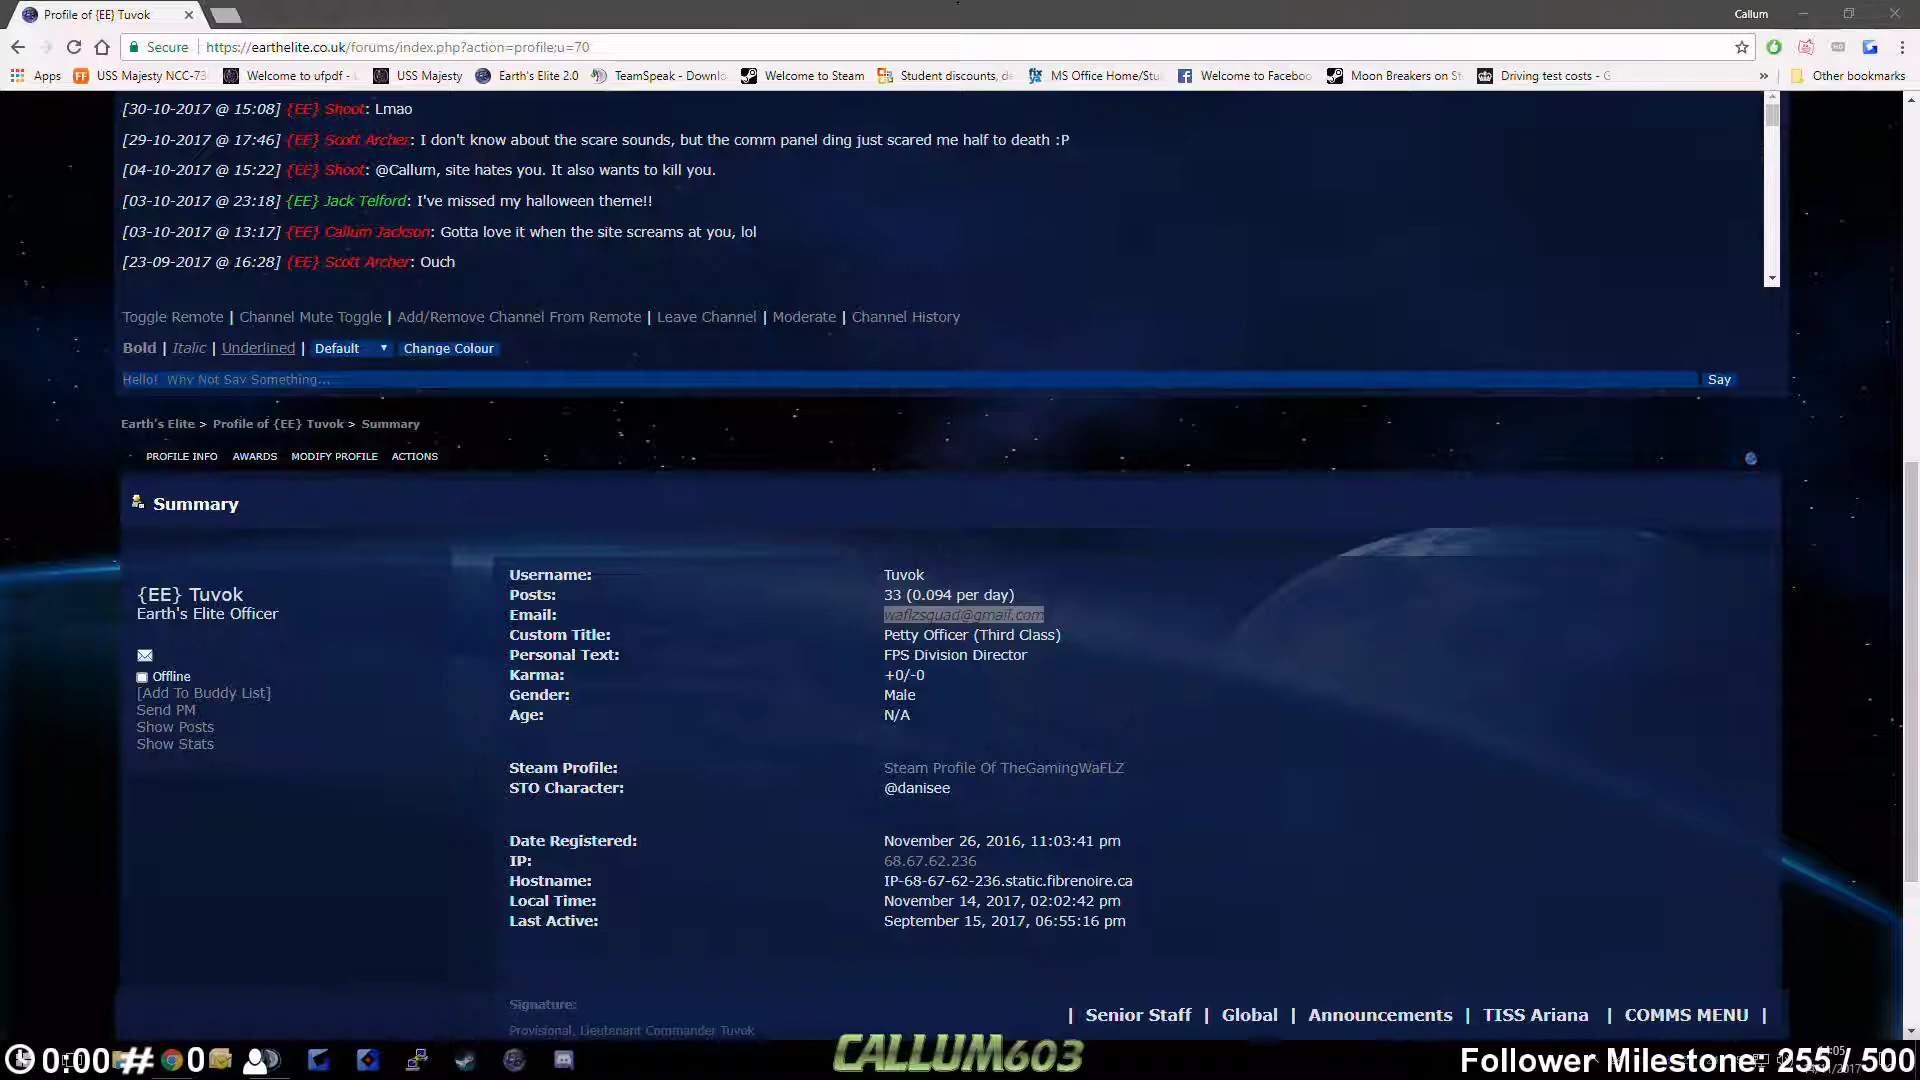 Profile of {EE} Tuvok
Callum
Secure https://earthelite.co.uk/forums/index.php?action=profile;u=70
Apps USS Majesty NCC-73 Welcome to ufpdf - USS Majesty Earth's Elite 2.0 TeamSpeak - Downlo Welcome to Steam Student discounts, de MS Office Home/Stu Welcome to Faceboo Moon Breakers on St Driving test costs - G Other bookmarks
[30-10-2017 @ 15:08] {EE} Shoot: Lmao
[29-10-2017 @ 17:46] {EE} Scott Archer: I don't know about the scare sounds, but the comm panel ding just scared me half to death :P
[04-10-2017 @ 15:22] {EE} Shoot: @Callum, site hates you. It also wants to kill you.
[03-10-2017 @ 23:18] {EE} Jack Telford: I've missed my halloween theme!!
[03-10-2017 @ 13:17] {EE} Callum Jackson: Gotta love it when the site screams at you, lol
[23-09-2017 @ 16:28] {EE} Scott Archer: Ouch
Toggle Remote | Channel Mute Toggle | Add/Remove Channel From Remote | Leave Channel | Moderate | Channel History
Bold | Italic | Underlined | Default Change Colour
Hello! Why Not Say Something... Say
Earth's Elite > Profile of {EE} Tuvok > Summary
PROFILE INFO AWARDS MODIFY PROFILE ACTIONS
Summary
{EE} Tuvok
Earth's Elite Officer
Offline
[Add To Buddy List]
Send PM
Show Posts
Show Stats
Username: Tuvok
Posts: 33 (0.094 per day)
Email: waflzsquad@gmail.com
Custom Title: Petty Officer (Third Class)
Personal Text: FPS Division Director
Karma: +0/-0
Gender: Male
Age: N/A
Steam Profile: Steam Profile Of TheGamingWaFLZ
STO Character: @danisee
Date Registered: November 26, 2016, 11:03:41 pm
IP: 68.67.62.236
Hostname: IP-68-67-62-236.static.fibrenoire.ca
Local Time: November 14, 2017, 02:02:42 pm
Last Active: September 15, 2017, 06:55:16 pm
Signature:
Provisional, Lieutenant Commander Tuvok
| Senior Staff | Global | Announcements | TISS Ariana | COMMS MENU |
0:00 # 0
CALLUM603
Follower Milestone: 255 / 500